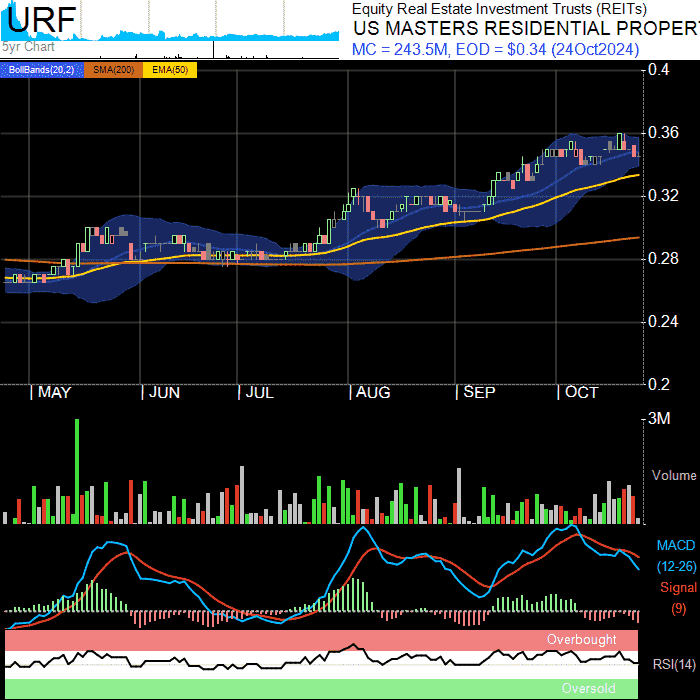 URF
5yr Chart
Equity Real Estate Investment Trusts (REITs)
US MASTERS RESIDENTIAL PROPER
MC = 243.5M, EOD = $0.34 (24Oct2024)
BollBands(20,2) SMA(200) EMA(50)
0.4
0.36
0.32
0.28
0.24
0.2
MAY JUN JUL AUG SEP OCT
3M
Volume
MACD
(12-26)
Signal
(9)
Overbought
RSI(14)
Oversold